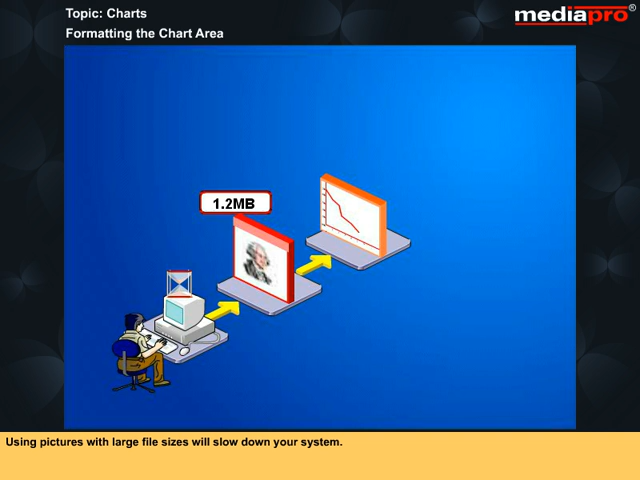 Topic: Charts
mediapro®
Formatting the Chart Area
1.2MB
Using pictures with large file sizes will slow down your system.